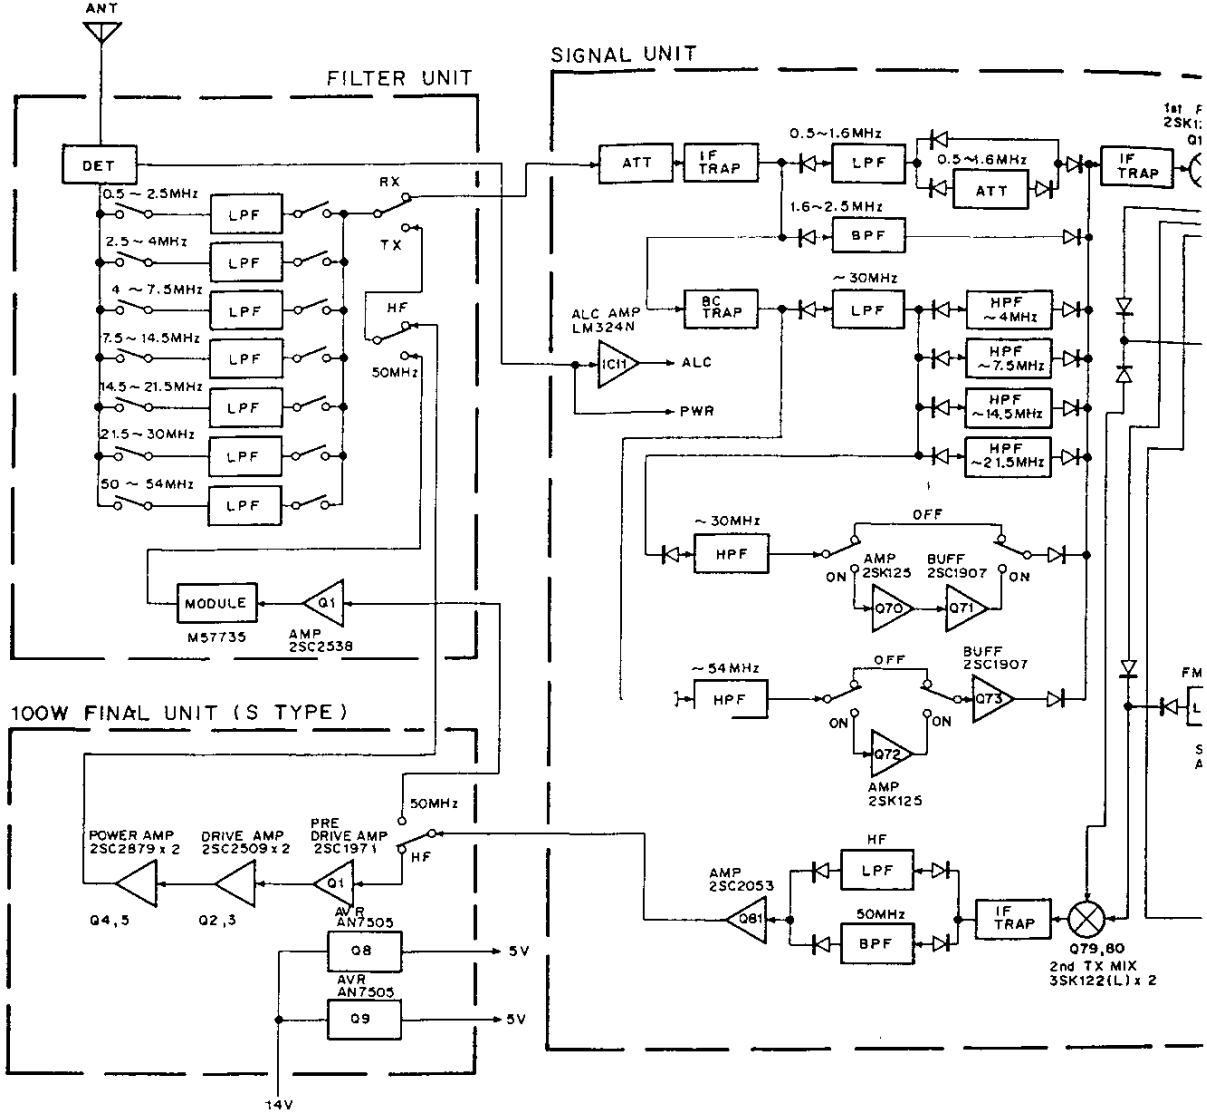 ANT
FILTER UNIT
SIGNAL UNIT
DET
0.5~2.5MHz
LPF
2.5~4MHz
LPF
4~7.5MHz
LPF
7.5~14.5MHz
LPF
14.5~21.5MHz
LPF
21.5~30MHz
LPF
50~54MHz
LPF
RX
TX
HF
50MHz
MODULE
M57735
Q1
AMP
2SC2538
ATT
IF
TRAP
0.5~1.6MHz
LPF
0.5~1.6MHz
ATT
IF
TRAP
1st
2SK1
Q1
1.6~2.5MHz
BPF
BC
TRAP
~30MHz
LPF
HPF
~4MHz
HPF
~7.5MHz
HPF
~14.5MHz
HPF
~21.5MHz
ALC AMP
LM324N
IC11
ALC
PWR
~30MHz
HPF
OFF
ON
AMP
2SK125
Q70
BUFF
2SC1907
Q71
ON
~54MHz
HPF
OFF
ON
ON
Q72
AMP
2SK125
BUFF
2SC1907
Q73
FM
L
S
A
100W FINAL UNIT (S TYPE)
50MHz
HF
POWER AMP
2SC2879x2
Q4,5
DRIVE AMP
2SC2509x2
Q2,3
PRE
DRIVE AMP
2SC1971
Q1
AVR
AN7505
Q8
5V
AVR
AN7505
Q9
5V
14V
AMP
2SC2053
Q81
HF
LPF
50MHz
BPF
IF
TRAP
Q79,80
2nd TX MIX
3SK122(L)x2